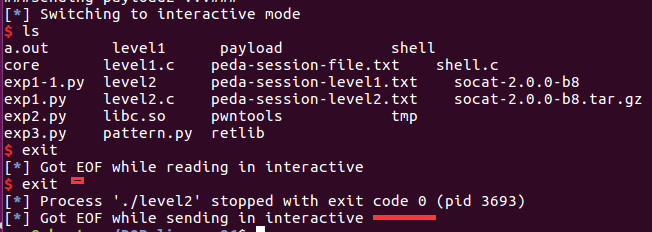 [*] Switching to interactive mode
$ ls
a.out level1 payload shell
core level1.c peda-session-file.txt shell.c
exp1-1.py level2 peda-session-level1.txt socat-2.0.0-b8
exp1.py level2.c peda-session-level2.txt socat-2.0.0-b8.tar.gz
exp2.py libc.so pwntools tmp
exp3.py pattern.py retlib
$ exit
[*] Got EOF while reading in interactive
$ exit
[*] Process './level2' stopped with exit code 0 (pid 3693)
[*] Got EOF while sending in interactive